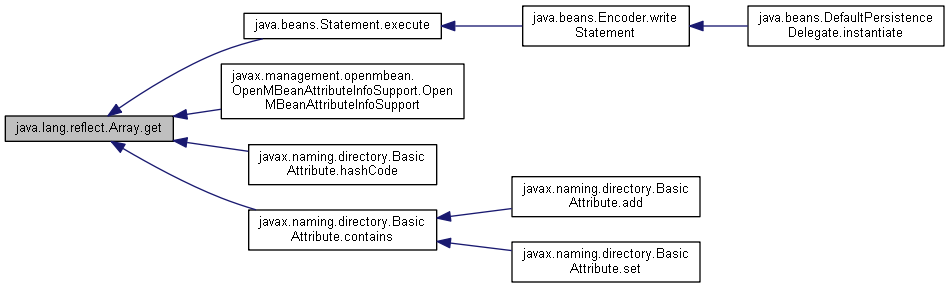 java.beans.Statement.execute
java.beans.Encoder.write
Statement
java.beans.DefaultPersistence
Delegate.instantiate
javax.management.openmbean.
OpenMBeanAttributeInfoSupport.Open
MBeanAttributeInfoSupport
java.lang.reflect.Array.get
javax.naming.directory.Basic
Attribute.hashCode
javax.naming.directory.Basic
Attribute.contains
javax.naming.directory.Basic
Attribute.add
javax.naming.directory.Basic
Attribute.set